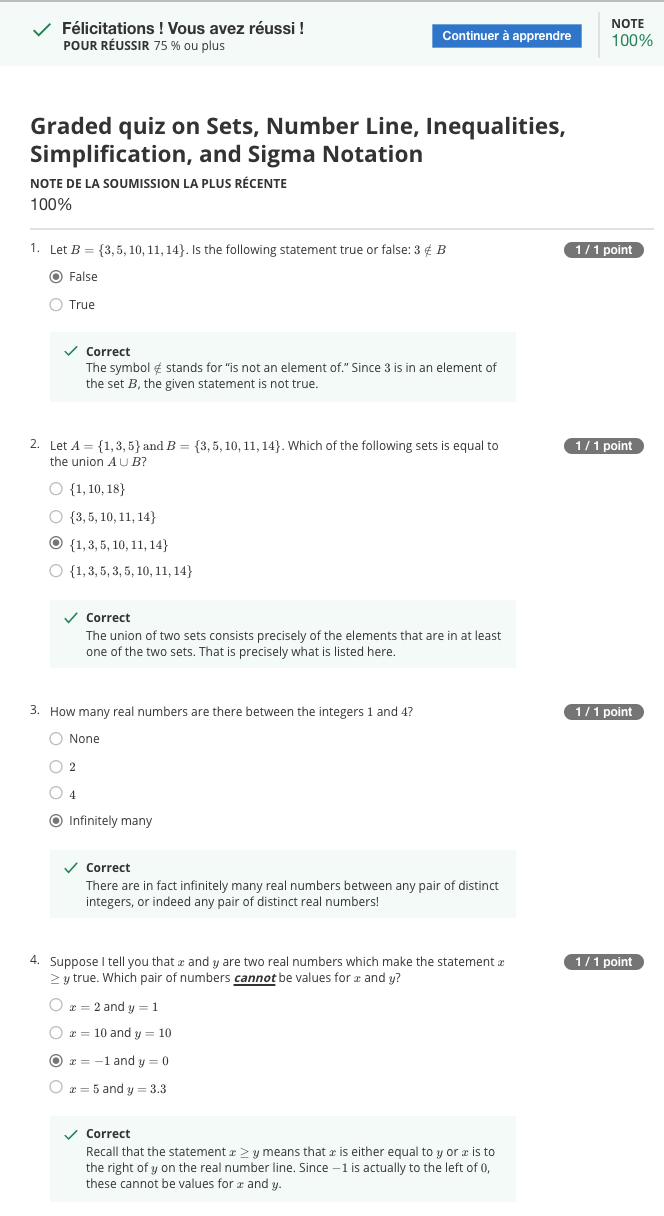 Félicitations ! Vous avez réussi !
POUR RÉUSSIR 75 % ou plus
Continuer à apprendre
NOTE
100%
Graded quiz on Sets, Number Line, Inequalities,
Simplification, and Sigma Notation
NOTE DE LA SOUMISSION LA PLUS RÉCENTE
100%
1. Let B = {3, 5, 10, 11, 14}. Is the following statement true or false: 3 ∉ B
1 / 1 point
False
True
Correct
The symbol ∉ stands for “is not an element of.” Since 3 is in an element of
the set B, the given statement is not true.
2. Let A = {1, 3, 5} and B = {3, 5, 10, 11, 14}. Which of the following sets is equal to
the union A ∪ B?
1 / 1 point
{1, 10, 18}
{3, 5, 10, 11, 14}
{1, 3, 5, 10, 11, 14}
{1, 3, 5, 3, 5, 10, 11, 14}
Correct
The union of two sets consists precisely of the elements that are in at least
one of the two sets. That is precisely what is listed here.
3. How many real numbers are there between the integers 1 and 4?
1 / 1 point
None
2
4
Infinitely many
Correct
There are in fact infinitely many real numbers between any pair of distinct
integers, or indeed any pair of distinct real numbers!
4. Suppose I tell you that x and y are two real numbers which make the statement x
≥ y true. Which pair of numbers cannot be values for x and y?
1 / 1 point
x = 2 and y = 1
x = 10 and y = 10
x = −1 and y = 0
x = 5 and y = 3.3
Correct
Recall that the statement x ≥ y means that x is either equal to y or x is to
the right of y on the real number line. Since −1 is actually to the left of 0,
these cannot be values for x and y.